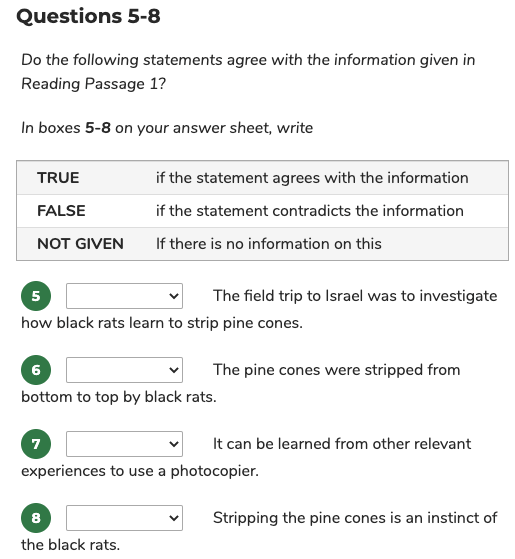 Questions 5-8
Do the following statements agree with the information given in
Reading Passage 1?
In boxes 5-8 on your answer sheet, write
TRUE if the statement agrees with the information
FALSE if the statement contradicts the information
NOT GIVEN If there is no information on this
5 The field trip to Israel was to investigate
how black rats learn to strip pine cones.
6 The pine cones were stripped from
bottom to top by black rats.
7 It can be learned from other relevant
experiences to use a photocopier.
8 Stripping the pine cones is an instinct of
the black rats.